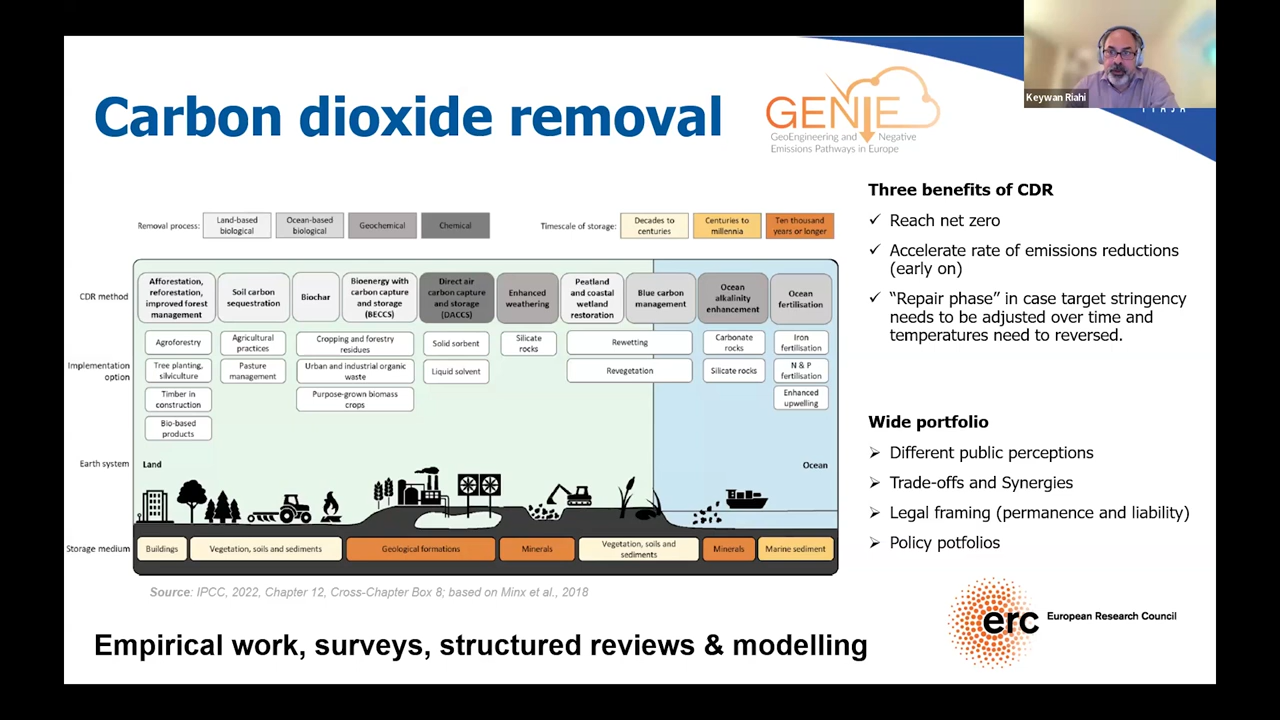 Keywan Riahi
Carbon dioxide removal
GENIE
GeoEngineering and Negative
Emissions Pathways in Europe
Removal process:
Land-based
biological
Ocean-based
biological
Geochemical
Chemical
Timescale of storage:
Decades to
centuries
Centuries to
millennia
Ten thousand
years or longer
CDR method
Afforestation,
reforestation,
improved forest
management
Soil carbon
sequestration
Biochar
Bioenergy with
carbon capture
and storage
(BECCS)
Direct air
carbon capture
and storage
(DACCS)
Enhanced
weathering
Peatland
and coastal
wetland
restoration
Blue carbon
management
Ocean
alkalinity
enhancement
Ocean
fertilisation
Implementation
option
Agroforestry
Tree planting,
silviculture
Timber in
construction
Bio-based
products
Agricultural
practices
Pasture
management
Cropping and forestry
residues
Urban and industrial organic
waste
Purpose-grown biomass
crops
Solid sorbent
Liquid solvent
Silicate
rocks
Rewetting
Revegetation
Carbonate
rocks
Silicate rocks
Iron
fertilisation
N & P
fertilisation
Enhanced
upwelling
Earth system
Land
Ocean
Storage medium
Buildings
Vegetation, soils and sediments
Geological formations
Minerals
Vegetation, soils and
sediments
Minerals
Marine sediment
Source: IPCC, 2022, Chapter 12, Cross-Chapter Box 8; based on Minx et al., 2018
Empirical work, surveys, structured reviews & modelling
Three benefits of CDR
✓ Reach net zero
✓ Accelerate rate of emissions reductions
(early on)
✓ “Repair phase” in case target stringency
needs to be adjusted over time and
temperatures need to reversed.
Wide portfolio
➢ Different public perceptions
➢ Trade-offs and Synergies
➢ Legal framing (permanence and liability)
➢ Policy potfolios
erc
European Research Council